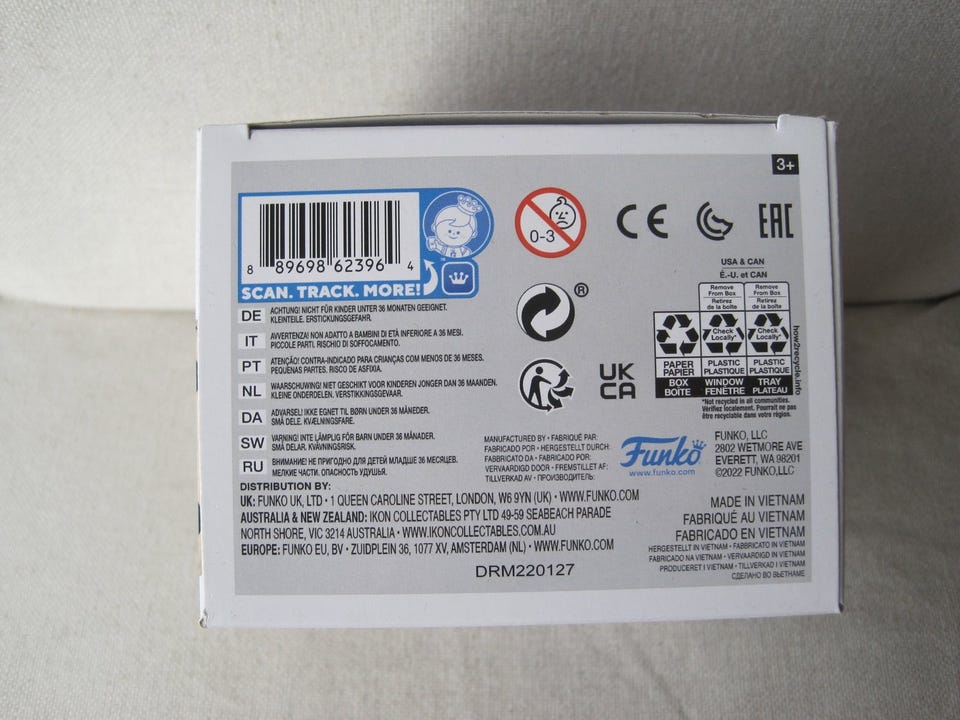 3+
8 89698 62396 4
SCAN. TRACK. MORE!
™
0-3
CE
EAC
®
UK
CA
USA & CAN
É.-U. et CAN
Remove From Box
Retirez de la boîte
Remove From Box
Retirez de la boîte
Check Locally*
Check Locally*
PAPER PAPIER
PLASTIC PLASTIQUE
PLASTIC PLASTIQUE
BOX BOÎTE
WINDOW FENÊTRE
TRAY PLATEAU
*Not recycled in all communities.
Vérifiez localement. Pourrait ne pas
être recyclable dans votre région.
how2recycle.info
DE ACHTUNG! NICHT FÜR KINDER UNTER 36 MONATEN GEEIGNET.
KLEINTEILE. ERSTICKUNGSGEFAHR.
IT AVVERTENZA! NON ADATTO A BAMBINI DI ETÀ INFERIORE A 36 MESI.
PICCOLE PARTI. RISCHIO DI SOFFOCAMENTO.
PT ATENÇÃO! CONTRA-INDICADO PARA CRIANÇAS COM MENOS DE 36 MESES.
PEQUENAS PARTES. RISCO DE ASFIXIA.
NL WAARSCHUWING! NIET GESCHIKT VOOR KINDEREN JONGER DAN 36 MAANDEN.
KLEINE ONDERDELEN. VERSTIKKINGSGEVAAR.
DA ADVARSEL! IKKE EGNET TIL BØRN UNDER 36 MÅNEDER.
SMÅ DELE. KVÆLNINGSFARE.
SW VARNING! INTE LÄMPLIG FÖR BARN UNDER 36 MÅNADER.
SMÅ DELAR. KVÄVNINGSRISK.
RU ВНИМАНИЕ! НЕ ПРИГОДНО ДЛЯ ДЕТЕЙ МЛАДШЕ 36 МЕСЯЦЕВ.
МЕЛКИЕ ЧАСТИ. ОПАСНОСТЬ УДУШЬЯ.
MANUFACTURED BY • FABRIQUÉ PAR:
FABRICADO POR • HERGESTELLT DURCH:
FABBRICATO DA • FABRICADO POR:
VERVAARDIGD DOOR • FREMSTILLET AF:
TILLVERKAD AV • ПРОИЗВОДИТЕЛЬ:
Funko
www.funko.com
FUNKO, LLC
2802 WETMORE AVE
EVERETT, WA 98201
©2022 FUNKO,LLC
DISTRIBUTION BY:
UK: FUNKO UK, LTD • 1 QUEEN CAROLINE STREET, LONDON, W6 9YN (UK) • WWW.FUNKO.COM
AUSTRALIA & NEW ZEALAND: IKON COLLECTABLES PTY LTD 49-59 SEABEACH PARADE
NORTH SHORE, VIC 3214 AUSTRALIA • WWW.IKONCOLLECTABLES.COM.AU
EUROPE: FUNKO EU, BV • ZUIDPLEIN 36, 1077 XV, AMSTERDAM (NL) • WWW.FUNKO.COM
DRM220127
MADE IN VIETNAM
FABRIQUÉ AU VIETNAM
FABRICADO EN VIETNAM
HERGESTELLT IN VIETNAM • FABBRICATO IN VIETNAM
FABRICADO NA VIETNAM • VERVAARDIGD IN VIETNAM
PRODUCERET I VIETNAM • TILLVERKAD I VIETNAM
СДЕЛАНО ВО ВЬЕТНАМЕ